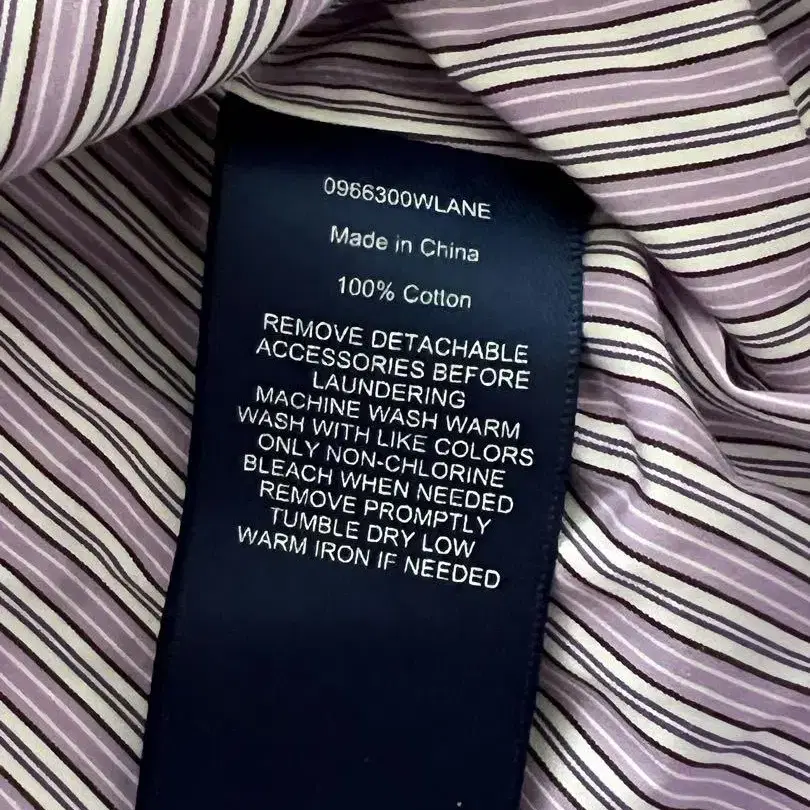 0966300WLANE
Made in China
100% Cotton
REMOVE DETACHABLE
ACCESSORIES BEFORE
LAUNDERING
MACHINE WASH WARM
WASH WITH LIKE COLORS
ONLY NON-CHLORINE
BLEACH WHEN NEEDED
REMOVE PROMPTLY
TUMBLE DRY LOW
WARM IRON IF NEEDED